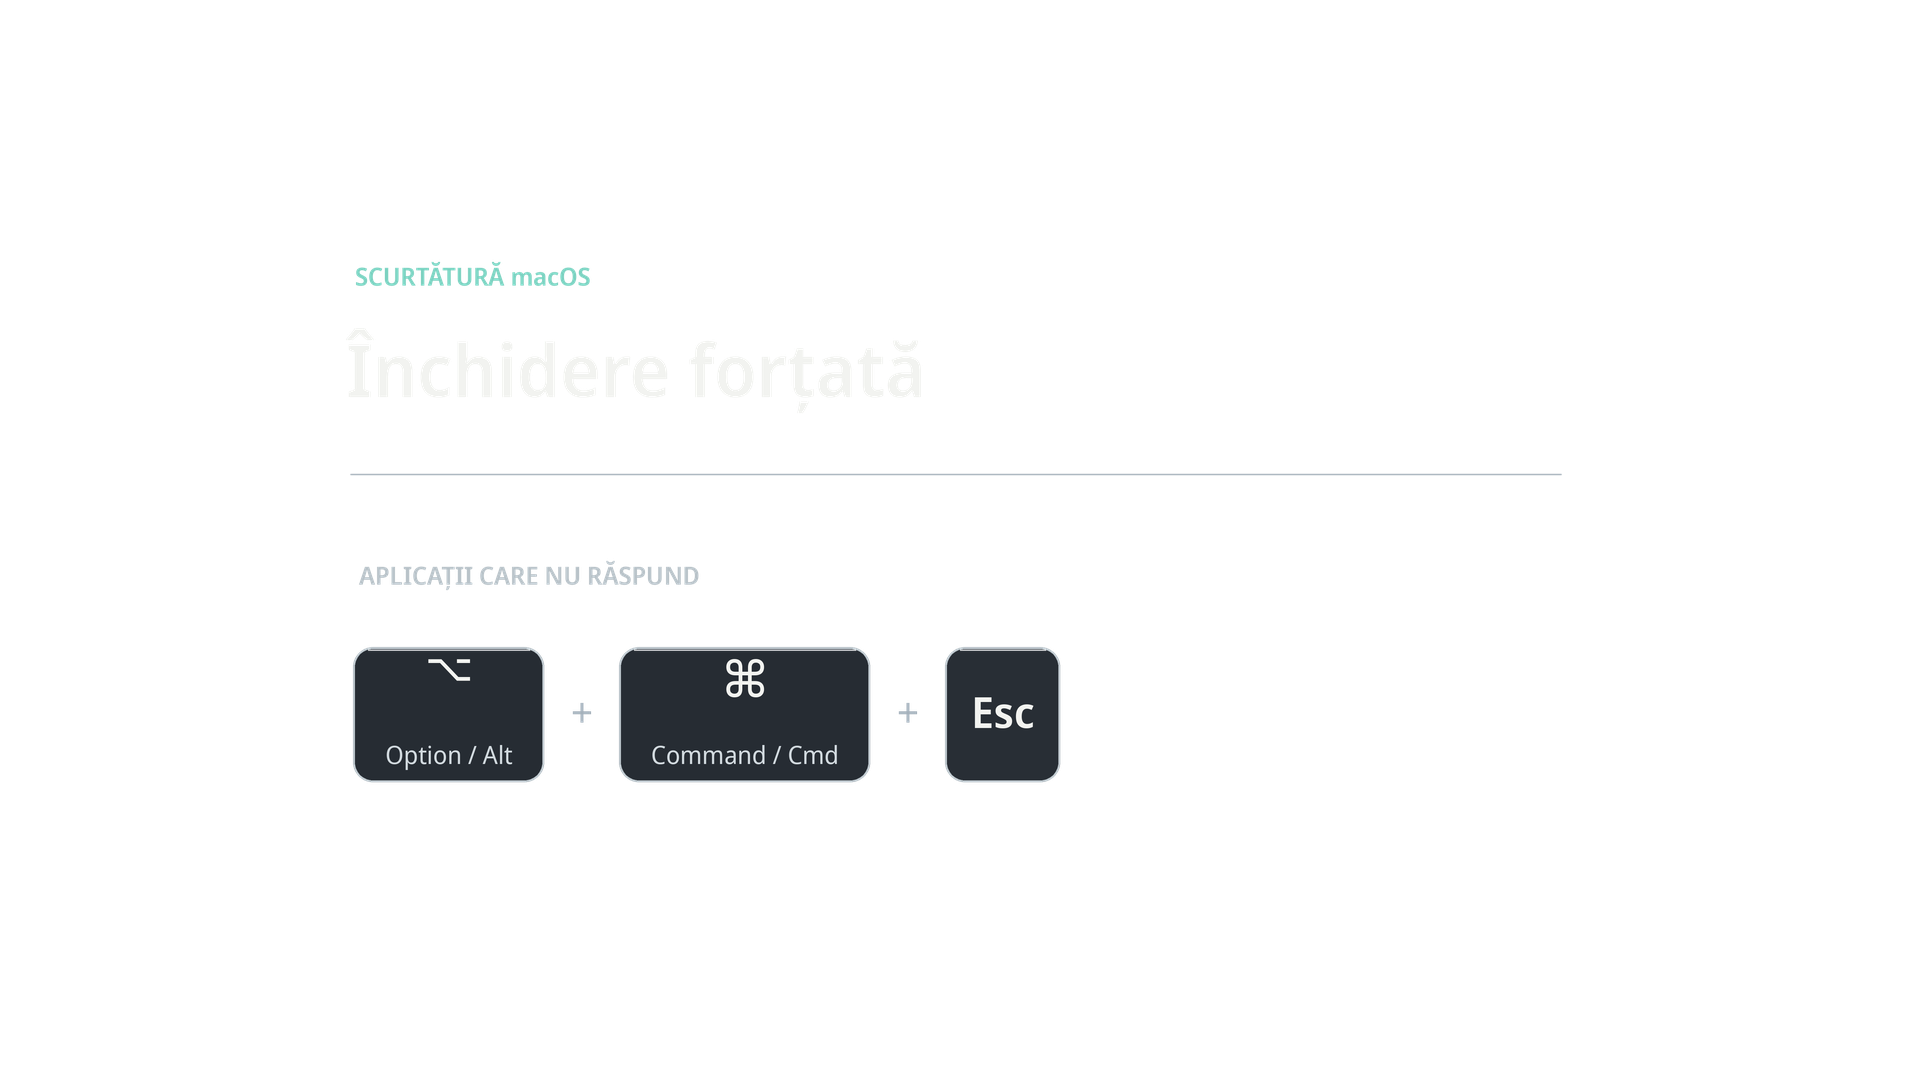 SCURTĂTURĂ macOS
Închidere forțată
APLICAȚII CARE NU RĂSPUND
⌥ + ⌘ + Esc
Option / Alt Command / Cmd